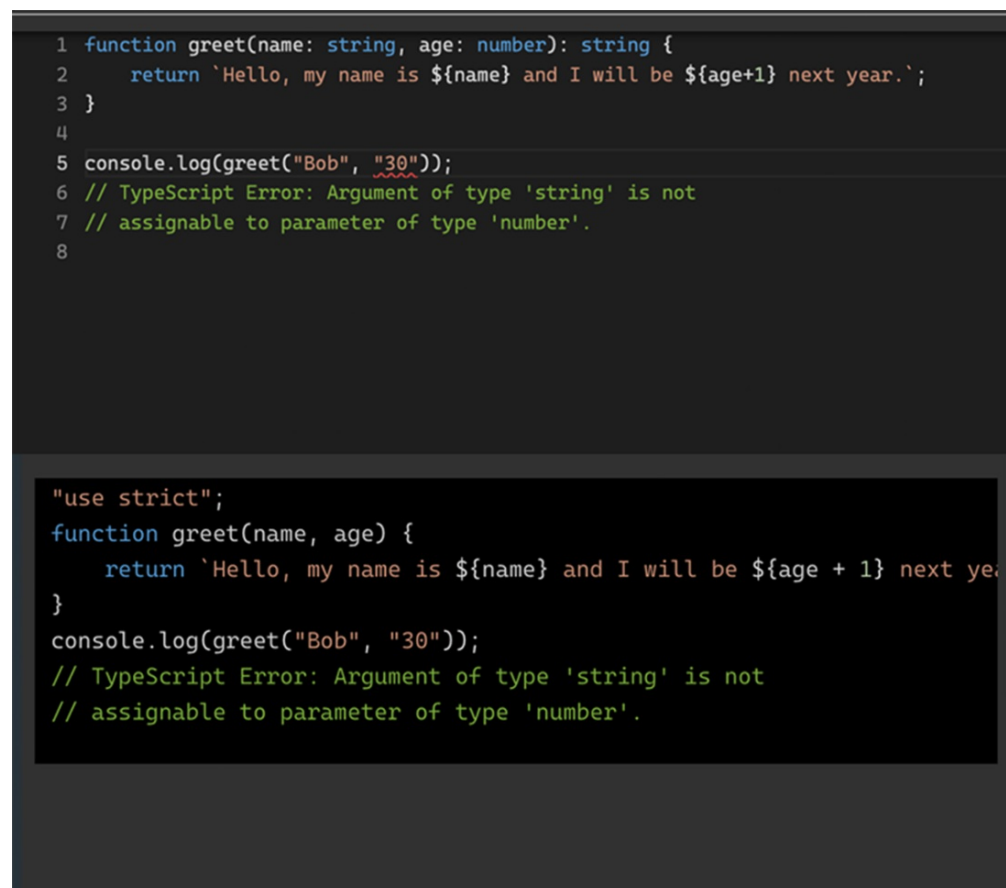 1 function greet(name: string, age: number): string {
2     return `Hello, my name is ${name} and I will be ${age+1} next year.`;
3 }
4
5 console.log(greet("Bob", "30"));
6 // TypeScript Error: Argument of type 'string' is not
7 // assignable to parameter of type 'number'.
8
"use strict";
function greet(name, age) {
    return `Hello, my name is ${name} and I will be ${age + 1} next
}
console.log(greet("Bob", "30"));
// TypeScript Error: Argument of type 'string' is not
// assignable to parameter of type 'number'.